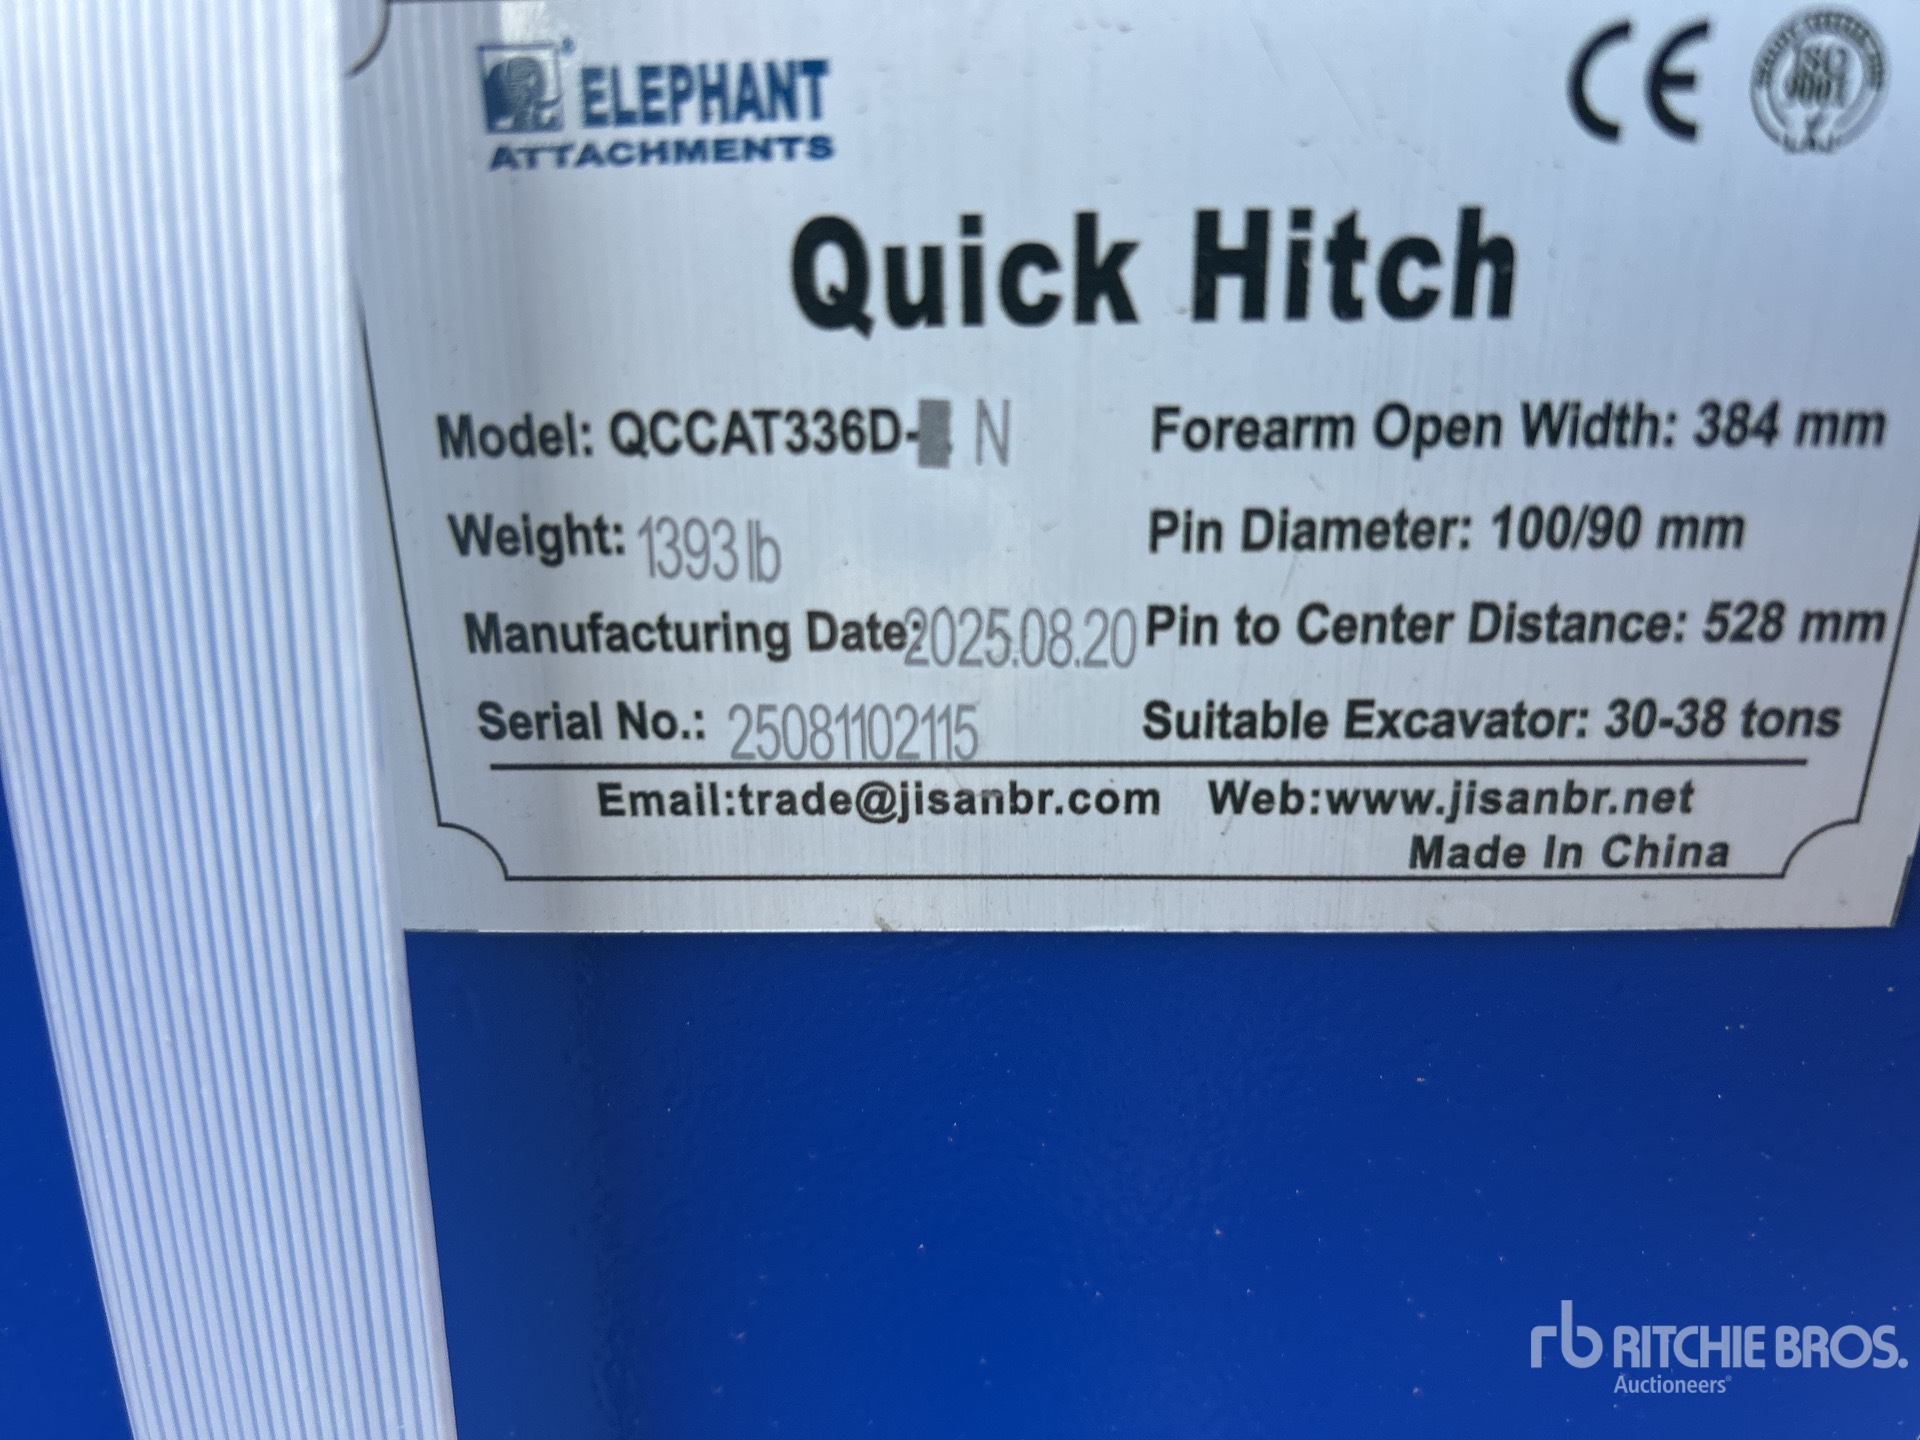 ELEPHANT
ATTACHMENTS
CE
ISO
9001
Quick Hitch
Model: QCCAT336D- N
Forearm Open Width: 384 mm
Weight: 1393 lb
Pin Diameter: 100/90 mm
Manufacturing Date: 2025.08.20
Pin to Center Distance: 528 mm
Serial No.: 25081102115
Suitable Excavator: 30-38 tons
Email:trade@jisanbr.com Web:www.jisanbr.net
Made In China
rb RITCHIE BROS.
Auctioneers